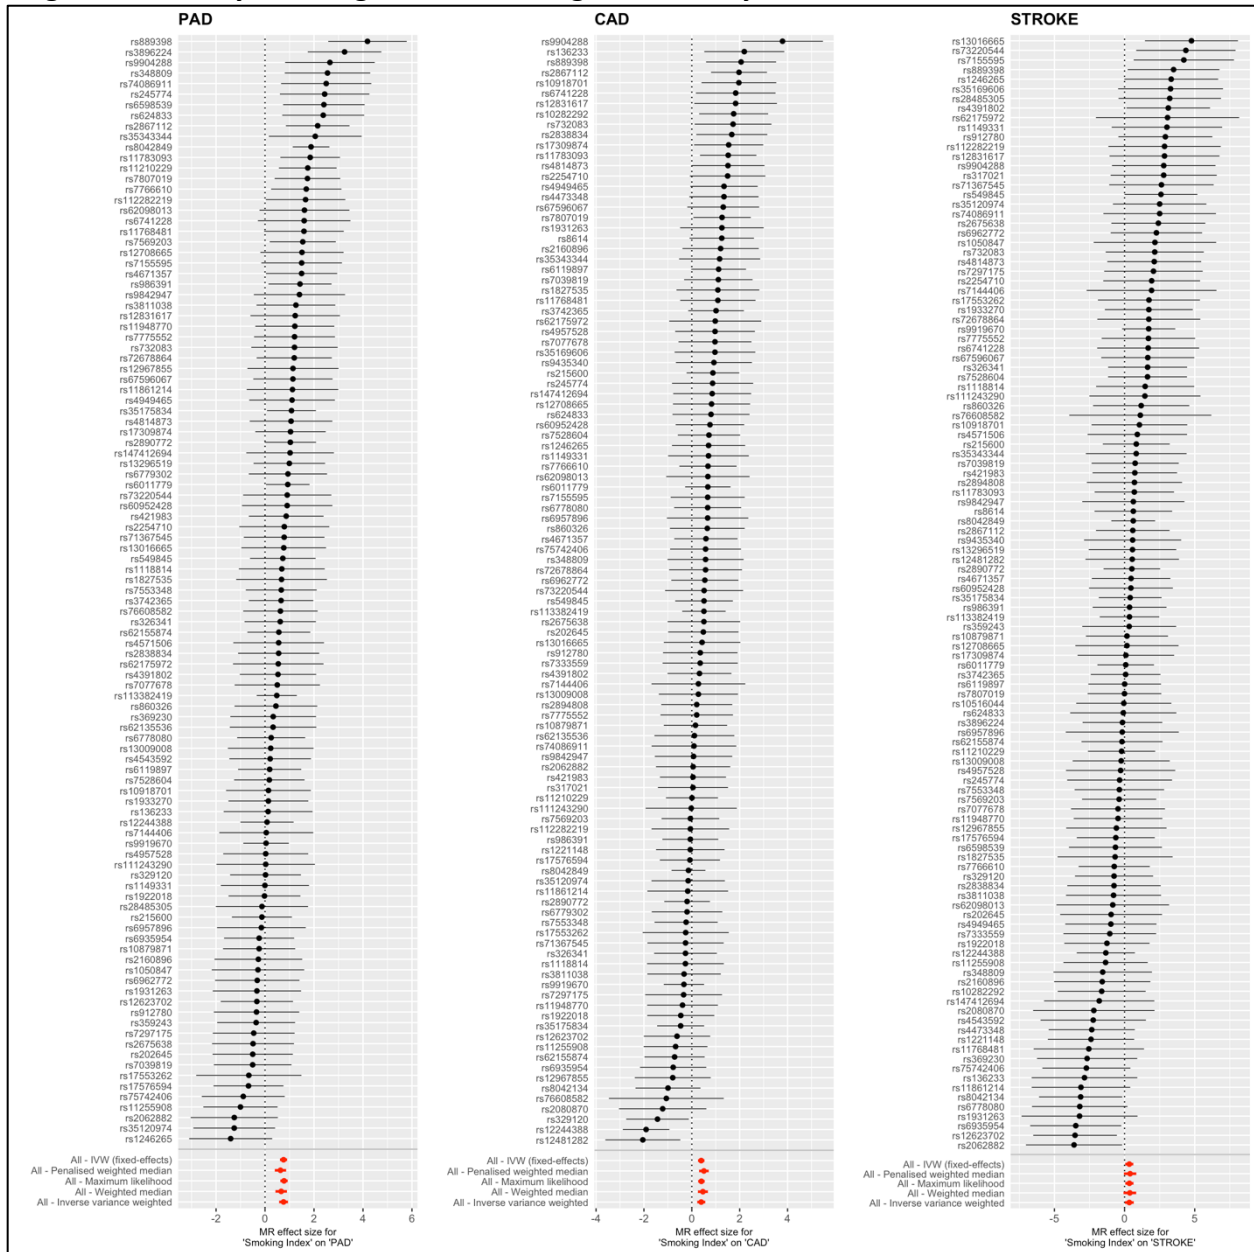 PAD
rs889398
rs3896224
rs9904288
rs348809
rs74086911
rs245774
rs6598539
rs624833
rs2867112
rs35343344
rs8042849
rs11783093
rs11210229
rs7807019
rs7766610
rs112282219
rs62098013
rs6741228
rs11768481
rs7569203
rs12708665
rs7155595
rs4671357
rs986391
rs9842947
rs3811038
rs12831617
rs11948770
rs7775552
rs732083
rs72678864
rs12967855
rs67596067
rs11861214
rs4949465
rs35175834
rs4814873
rs17309874
rs2890772
rs147412694
rs13296519
rs6779302
rs6011779
rs73220544
rs60952428
rs421983
rs2254710
rs71367545
rs13016665
rs549845
rs1118814
rs1827535
rs7553348
rs3742365
rs76608582
rs326341
rs62155874
rs4571506
rs2838834
rs62175972
rs4391802
rs7077678
rs113382419
rs860326
rs369230
rs62135536
rs6778080
rs13009008
rs4543592
rs6119897
rs7528604
rs10918701
rs1933270
rs136233
rs12244388
rs7144406
rs9919670
rs4957528
rs111243290
rs329120
rs1149331
rs1922018
rs28485305
rs215600
rs6957896
rs6935954
rs10879871
rs2160896
rs1050847
rs6962772
rs1931263
rs12623702
rs912780
rs359243
rs7297175
rs2675638
rs202645
rs7039819
rs17553262
rs17576594
rs75742406
rs11255908
rs2062882
rs35120974
rs1246265
All - IVW (fixed-effects)
All - Penalised weighted median
All - Maximum likelihood
All - Weighted median
All - Inverse variance weighted
-2 0 2 4 6
MR effect size for
'Smoking Index' on 'PAD'
CAD
rs9904288
rs136233
rs889398
rs2867112
rs10918701
rs6741228
rs12831617
rs10282292
rs732083
rs2838834
rs17309874
rs11783093
rs4814873
rs2254710
rs4949465
rs4473348
rs67596067
rs7807019
rs1931263
rs8614
rs2160896
rs35343344
rs6119897
rs7039819
rs1827535
rs11768481
rs3742365
rs62175972
rs4957528
rs7077678
rs35169606
rs9435340
rs215600
rs245774
rs147412694
rs12708665
rs624833
rs60952428
rs7528604
rs1246265
rs1149331
rs7766610
rs62098013
rs6011779
rs7155595
rs6778080
rs6957896
rs860326
rs4671357
rs75742406
rs348809
rs72678864
rs6962772
rs73220544
rs549845
rs113382419
rs2675638
rs202645
rs13016665
rs912780
rs7333559
rs4391802
rs7144406
rs13009008
rs2894808
rs7775552
rs10879871
rs62135536
rs74086911
rs9842947
rs2062882
rs421983
rs317021
rs11210229
rs111243290
rs7569203
rs112282219
rs986391
rs1221148
rs17576594
rs8042849
rs35120974
rs11861214
rs2890772
rs6779302
rs7553348
rs17553262
rs71367545
rs326341
rs1118814
rs3811038
rs9919670
rs7297175
rs11948770
rs1922018
rs35175834
rs12623702
rs11255908
rs62155874
rs6935954
rs12967855
rs8042134
rs76608582
rs2080870
rs329120
rs12244388
rs12481282
All - IVW (fixed-effects)
All - Penalised weighted median
All - Maximum likelihood
All - Weighted median
All - Inverse variance weighted
-4 -2 0 2 4
MR effect size for
'Smoking Index' on 'CAD'
STROKE
rs13016665
rs73220544
rs7155595
rs889398
rs1246265
rs35169606
rs28485305
rs4391802
rs62175972
rs1149331
rs912780
rs112282219
rs12831617
rs9904288
rs317021
rs71367545
rs549845
rs35120974
rs74086911
rs2675638
rs6962772
rs1050847
rs732083
rs4814873
rs7297175
rs2254710
rs7144406
rs17553262
rs1933270
rs72678864
rs9919670
rs7775552
rs6741228
rs67596067
rs326341
rs7528604
rs1118814
rs111243290
rs860326
rs76608582
rs10918701
rs4571506
rs215600
rs35343344
rs7039819
rs421983
rs2894808
rs11783093
rs9842947
rs8614
rs8042849
rs2867112
rs9435340
rs13296519
rs12481282
rs2890772
rs4671357
rs60952428
rs35175834
rs986391
rs113382419
rs359243
rs10879871
rs12708665
rs17309874
rs6011779
rs3742365
rs6119897
rs7807019
rs10516044
rs624833
rs3896224
rs6957896
rs62155874
rs11210229
rs13009008
rs4957528
rs245774
rs7553348
rs7569203
rs7077678
rs11948770
rs12967855
rs17576594
rs6598539
rs1827535
rs7766610
rs329120
rs2838834
rs3811038
rs62098013
rs202645
rs4949465
rs7333559
rs1922018
rs12244388
rs11255908
rs348809
rs2160896
rs10282292
rs147412694
rs2080870
rs4543592
rs4473348
rs1221148
rs11768481
rs369230
rs75742406
rs136233
rs11861214
rs8042134
rs6778080
rs1931263
rs6935954
rs12623702
rs2062882
All - IVW (fixed-effects)
All - Penalised weighted median
All - Maximum likelihood
All - Weighted median
All - Inverse variance weighted
-5 0 5
MR effect size for
'Smoking Index' on 'STROKE'